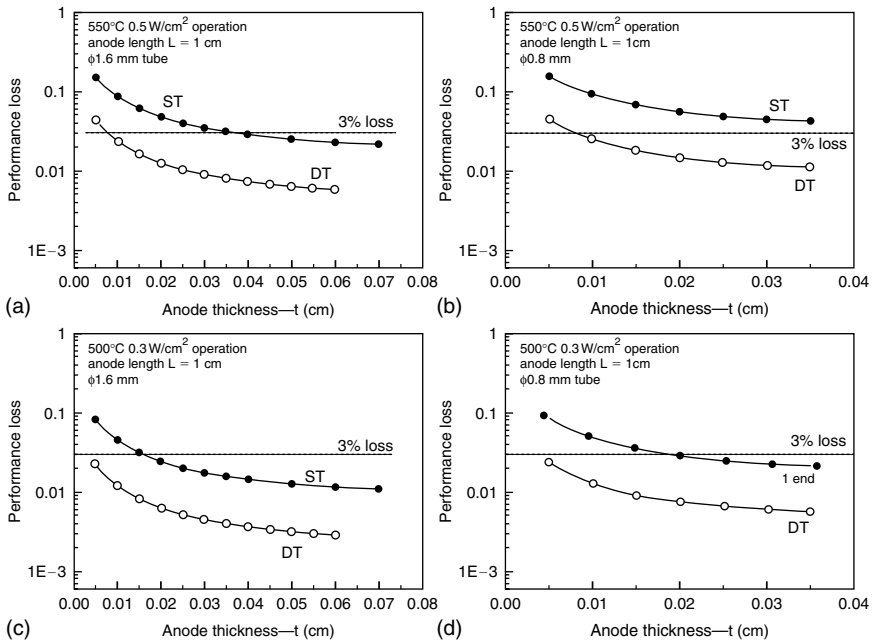 550°C 0.5 W/cm² operation
anode length L = 1 cm
ϕ1.6 mm tube
ST
3% loss
DT
Performance loss
1
0.1
0.01
1E−3
0.00 0.01 0.02 0.03 0.04 0.05 0.06 0.07 0.08
Anode thickness—t (cm)
(a)
550°C 0.5 W/cm² operation
anode length L = 1cm
ϕ0.8 mm
ST
3% loss
DT
Performance loss
1
0.1
0.01
1E−3
0.00 0.01 0.02 0.03 0.04
Anode thickness—t (cm)
(b)
500°C 0.3 W/cm² operation
anode length L = 1 cm
ϕ1.6 mm
3% loss
ST
DT
Performance loss
1
0.1
0.01
1E−3
0.00 0.01 0.02 0.03 0.04 0.05 0.06 0.07 0.08
Anode thickness—t (cm)
(c)
500°C 0.3 W/cm² operation
anode length L = 1cm
ϕ0.8 mm tube
3% loss
1 end
DT
Performance loss
1
0.1
0.01
1E−3
0.00 0.01 0.02 0.03 0.04
Anode thickness—t (cm)
(d)